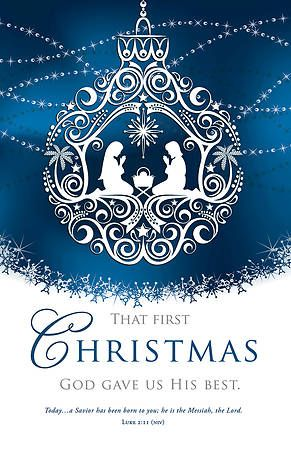 That first
Christmas
God gave us His best.
Today…a Savior has been born to you; he is the Messiah, the Lord.
Luke 2:11 (niv)